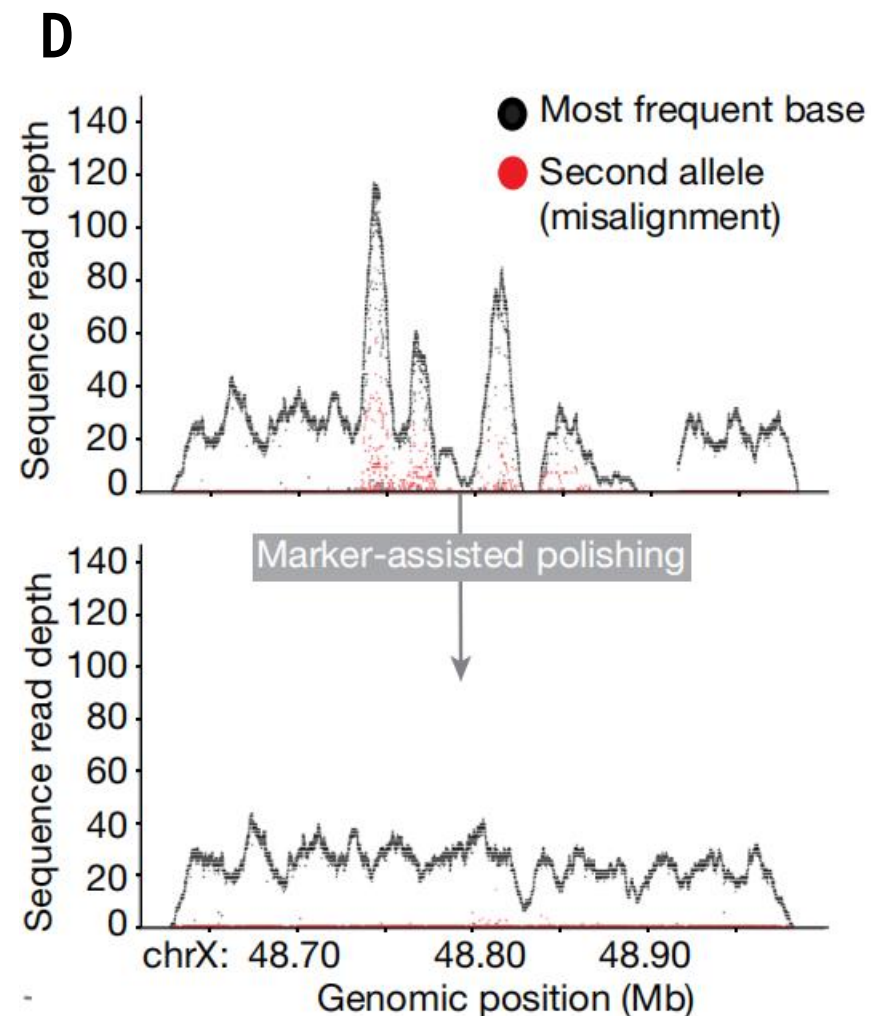 D
Most frequent base
Second allele
(misalignment)
Sequence read depth
140
120
100
80
60
40
20
0
Marker-assisted polishing
Sequence read depth
140
120
100
80
60
40
20
0
chrX: 48.70 48.80 48.90
Genomic position (Mb)